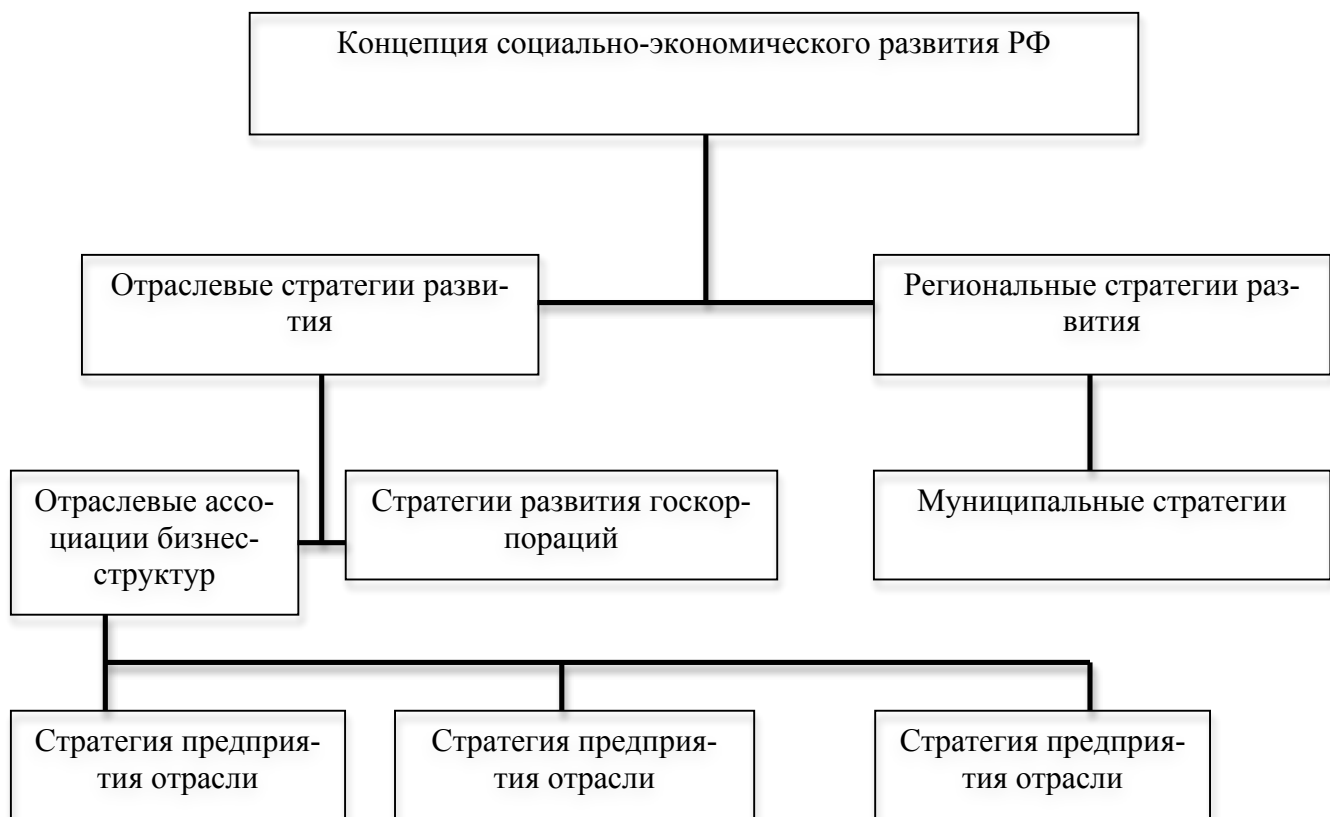 Концепция социально-экономического развития РФ
Отраслевые стратегии разви-
тия
Региональные стратегии раз-
вития
Отраслевые ассо-
циации бизнес-
структур
Стратегии развития госкор-
пораций
Муниципальные стратегии
Стратегия предприя-
тия отрасли
Стратегия предприя-
тия отрасли
Стратегия предприя-
тия отрасли